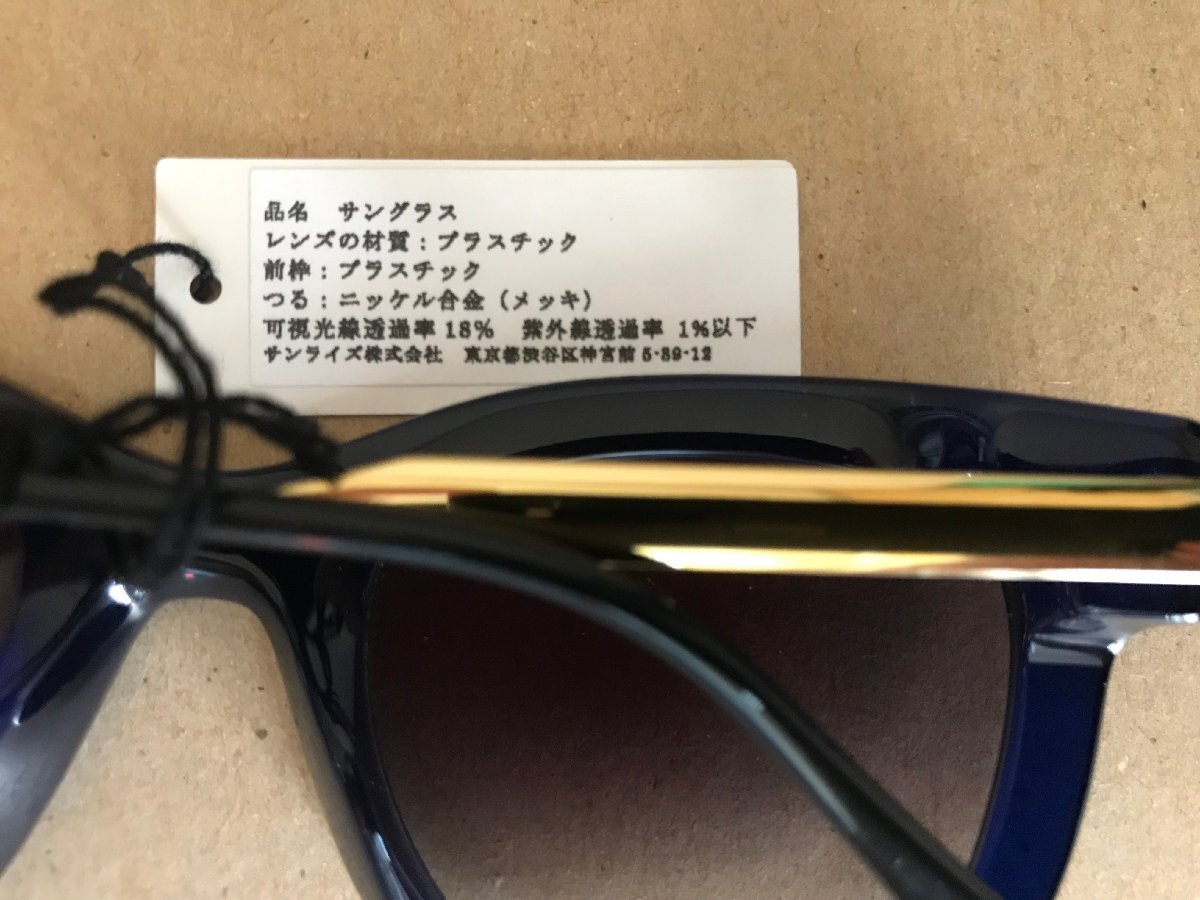 品名　サングラス
レンズの材質：プラスチック
前枠：プラスチック
つる：ニッケル合金（メッキ）
可視光線透過率 18%　紫外線透過率 1%以下
サンライズ株式会社　東京都渋谷区神宮前 5-39-12